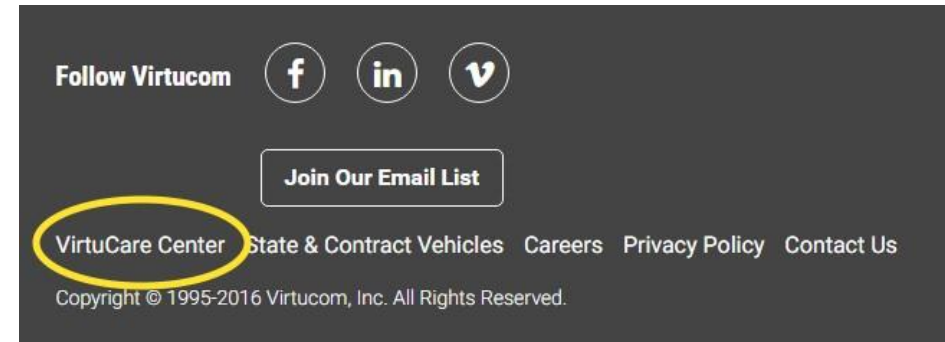 Follow Virtucom f in v
Join Our Email List
VirtuCare Center State & Contract Vehicles Careers Privacy Policy Contact Us
Copyright © 1995-2016 Virtucom, Inc. All Rights Reserved.